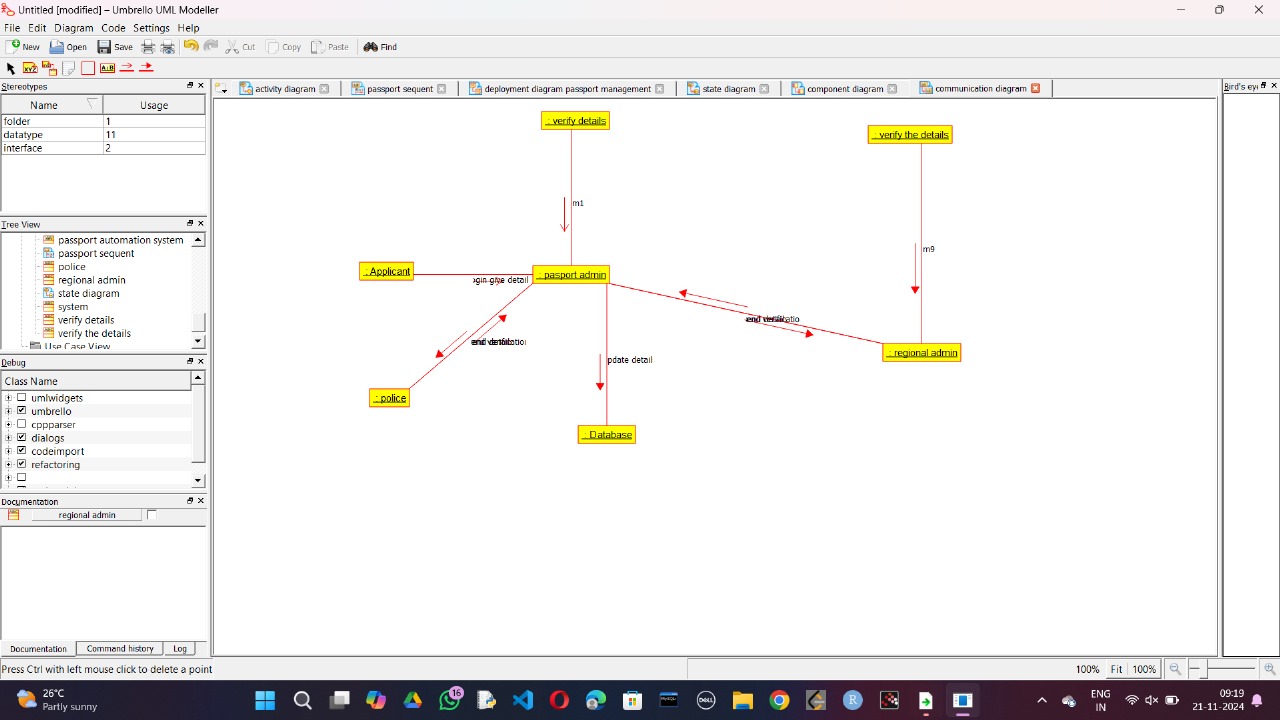 Untitled [modified] – Umbrello UML Modeller
File Edit Diagram Code Settings Help
New Open Save Cut Copy Paste Find
Stereotypes
Name Usage
folder 1
datatype 11
interface 2
Tree View
passport automation system
passport sequent
police
regional admin
state diagram
system
verify details
verify the details
Use Case View
Debug
Class Name
umlwidgets
umbrello
cppparser
dialogs
codeimport
refactoring
Documentation
regional admin
Documentation Command history Log
activity diagram passport sequent deployment diagram passport management state diagram component diagram communication diagram
Bird's eye
: verify details
: verify the details
m1
m9
: Applicant
: pasport admin
detail
: regional admin
pdate detail
: police
: Database
Press Ctrl with left mouse click to delete a point
100% Fit 100%
26°C
Partly sunny
16
MySQL
DELL
R
ENG
IN
09:19
21-11-2024